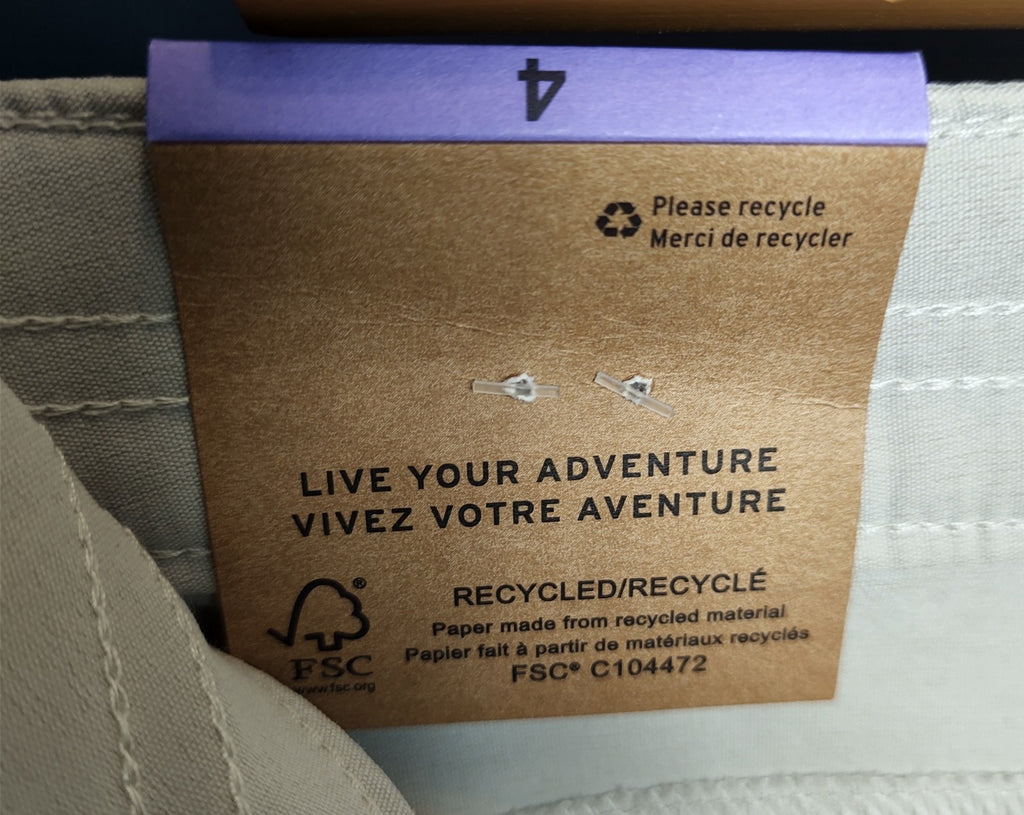 4
Please recycle
Merci de recycler
LIVE YOUR ADVENTURE
VIVEZ VOTRE AVENTURE
®
FSC
www.fsc.org
RECYCLED/RECYCLÉ
Paper made from recycled material
Papier fait à partir de matériaux recyclés
FSC® C104472